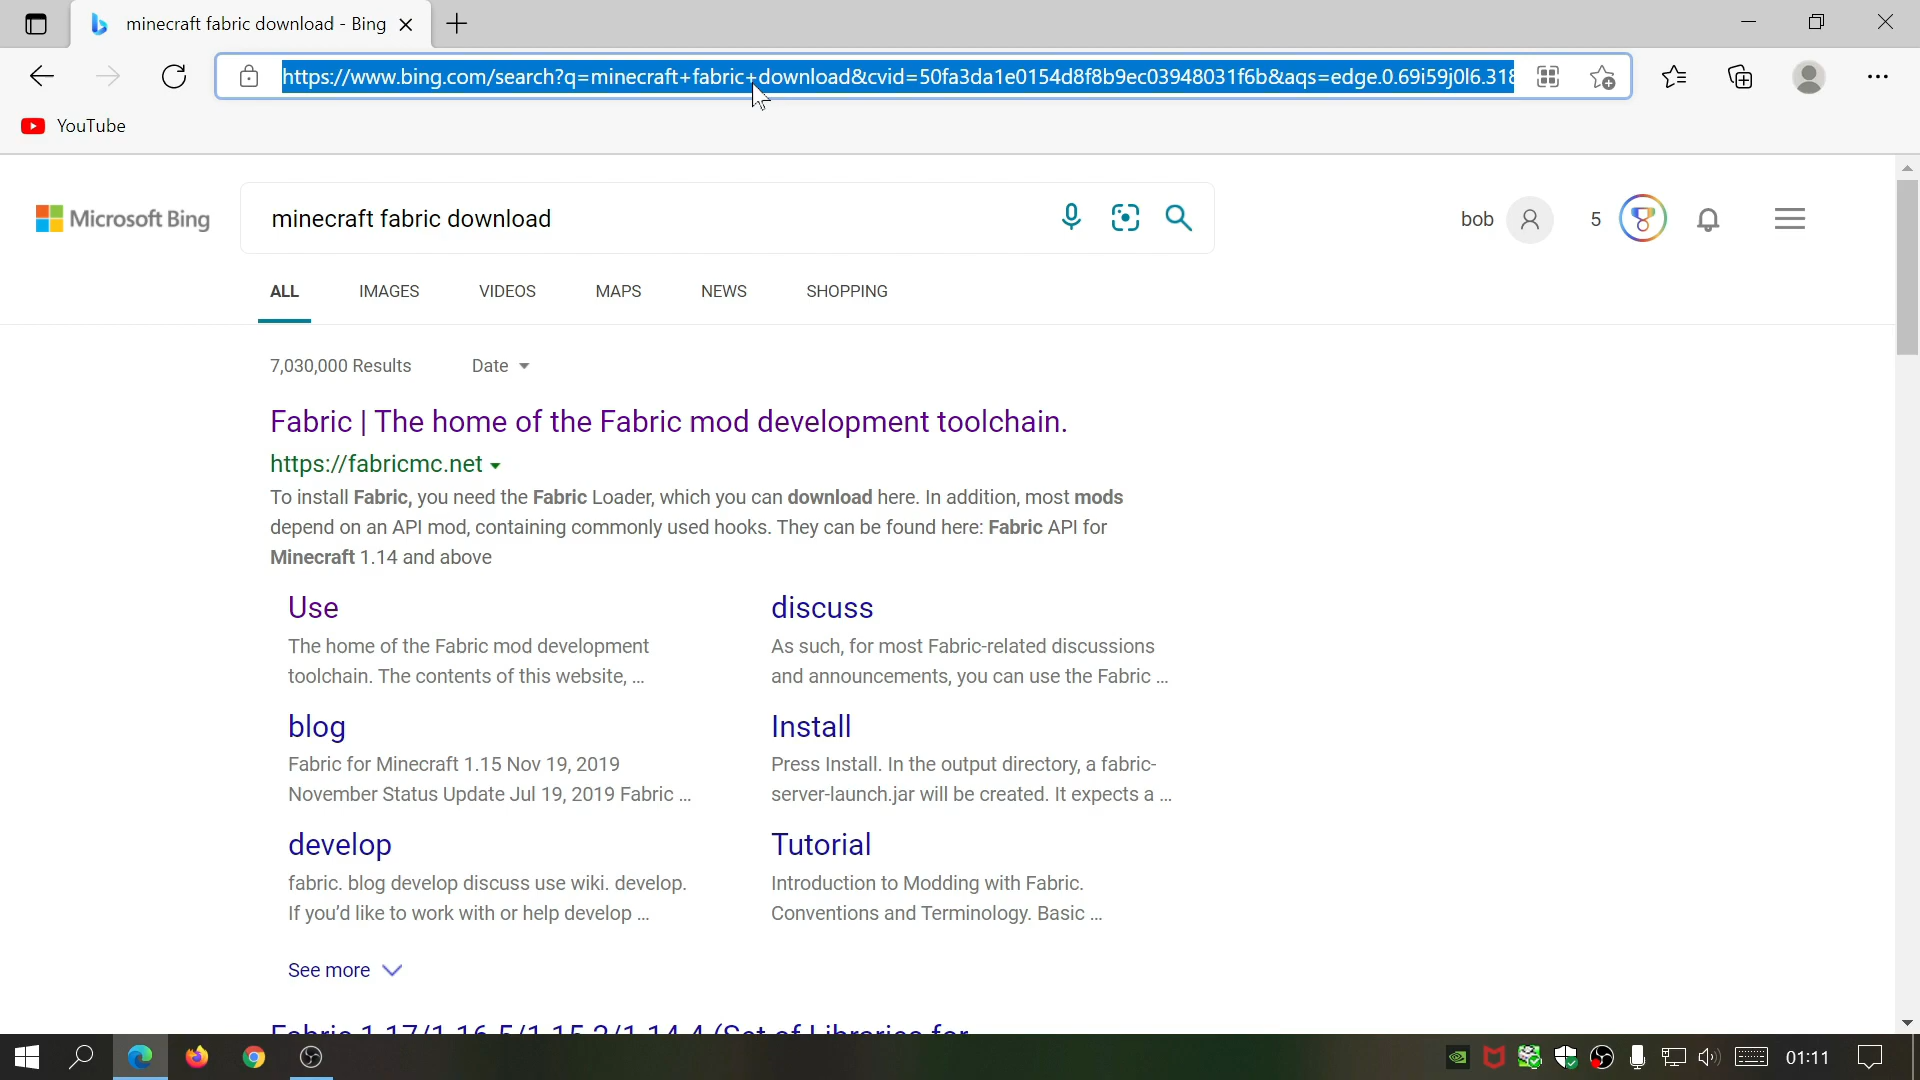 minecraft fabric download - Bing
https://www.bing.com/search?q=minecraft+fabric+download&cvid=50fa3da1e0154d8f8b9ec03948031f6b&aqs=edge.0.69i59j0l6.318
YouTube
Microsoft Bing
minecraft fabric download
bob
5
ALL IMAGES VIDEOS MAPS NEWS SHOPPING
7,030,000 Results Date
Fabric | The home of the Fabric mod development toolchain.
https://fabricmc.net
To install Fabric, you need the Fabric Loader, which you can download here. In addition, most mods
depend on an API mod, containing commonly used hooks. They can be found here: Fabric API for
Minecraft 1.14 and above
Use
The home of the Fabric mod development
toolchain. The contents of this website, ...
discuss
As such, for most Fabric-related discussions
and announcements, you can use the Fabric ...
blog
Fabric for Minecraft 1.15 Nov 19, 2019
November Status Update Jul 19, 2019 Fabric ...
Install
Press Install. In the output directory, a fabric-
server-launch.jar will be created. It expects a ...
develop
fabric. blog develop discuss use wiki. develop.
If you'd like to work with or help develop ...
Tutorial
Introduction to Modding with Fabric.
Conventions and Terminology. Basic ...
See more
Fabric 1.17/1.16.5/1.15.2/1.14.4 (Set of Libraries for
01:11